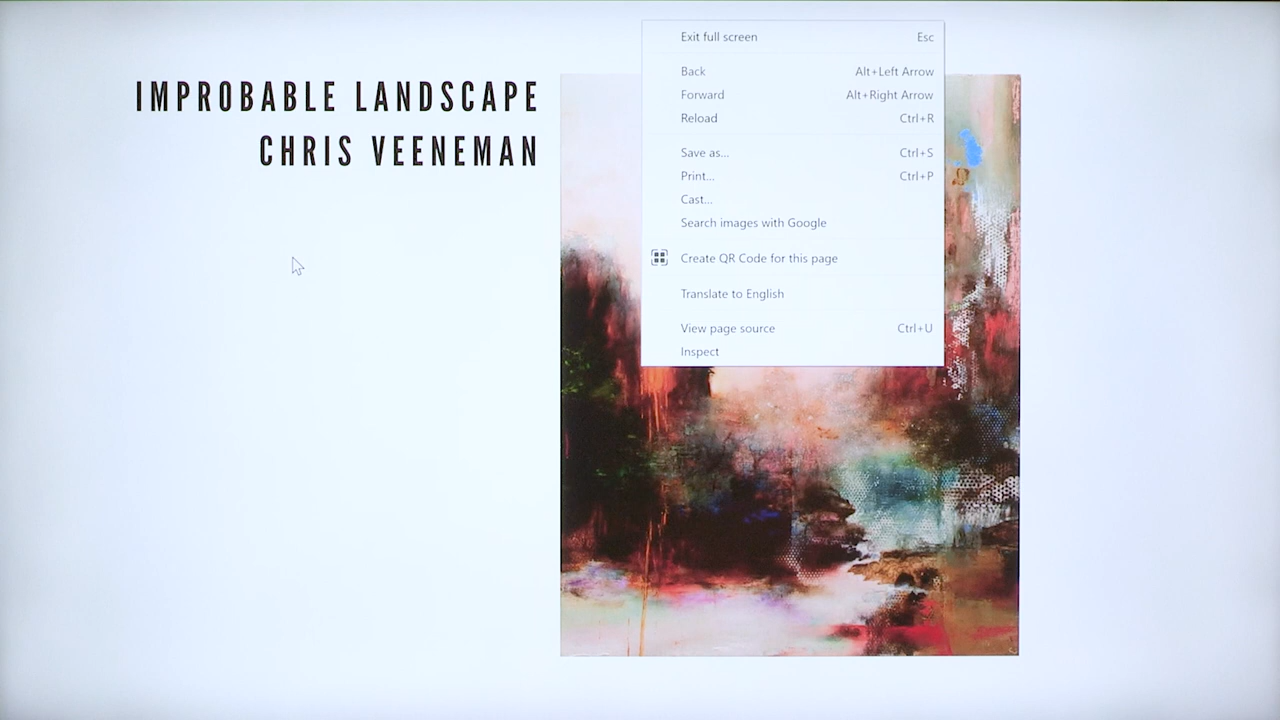 IMPROBABLE LANDSCAPE
CHRIS VEENEMAN
Exit full screen Esc
Back Alt+Left Arrow
Forward Alt+Right Arrow
Reload Ctrl+R
Save as... Ctrl+S
Print... Ctrl+P
Cast...
Search images with Google
Create QR Code for this page
Translate to English
View page source Ctrl+U
Inspect